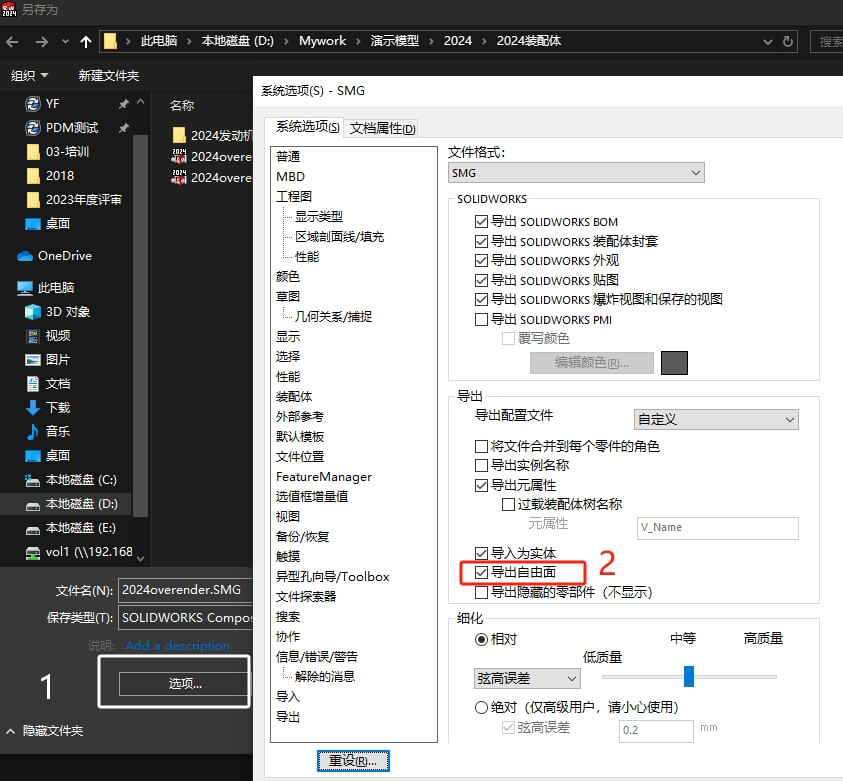 2024
另存为
此电脑 › 本地磁盘 (D:) › Mywork › 演示模型 › 2024 › 2024装配体
搜索
组织 新建文件夹
系统选项(S) - SMG
YF
PDM测试
03-培训
2018
2023年度评审
桌面
OneDrive
此电脑
3D 对象
视频
图片
文档
下载
音乐
桌面
本地磁盘 (C:)
本地磁盘 (D:)
本地磁盘 (E:)
vol1 (\\192.168
名称
2024发动机
2024 2024overe
2024 2024overe
文件名(N): 2024overender.SMG
保存类型(T): SOLIDWORKS Compos
说明: Add a description
1
选项...
隐藏文件夹
系统选项(S) 文档属性(D)
普通
MBD
工程图
显示类型
区域剖面线/填充
性能
颜色
草图
几何关系/捕捉
显示
选择
性能
装配体
外部参考
默认模板
文件位置
FeatureManager
选值框增量值
视图
备份/恢复
触摸
异型孔向导/Toolbox
文件探索器
搜索
协作
信息/错误/警告
解除的消息
导入
导出
重设(R)...
文件格式:
SMG
SOLIDWORKS
导出 SOLIDWORKS BOM
导出 SOLIDWORKS 装配体封套
导出 SOLIDWORKS 外观
导出 SOLIDWORKS 贴图
导出 SOLIDWORKS 爆炸视图和保存的视图
导出 SOLIDWORKS PMI
覆写颜色
编辑颜色(R)...
导出
导出配置文件 自定义
将文件合并到每个零件的角色
导出实例名称
导出元属性
过载装配体树名称
元属性 V_Name
导入为实体
导出自由面 2
导出隐藏的零部件（不显示）
细化
相对 中等 高质量
低质量
弦高误差
绝对（仅高级用户，请小心使用）
弦高误差 0.2 mm